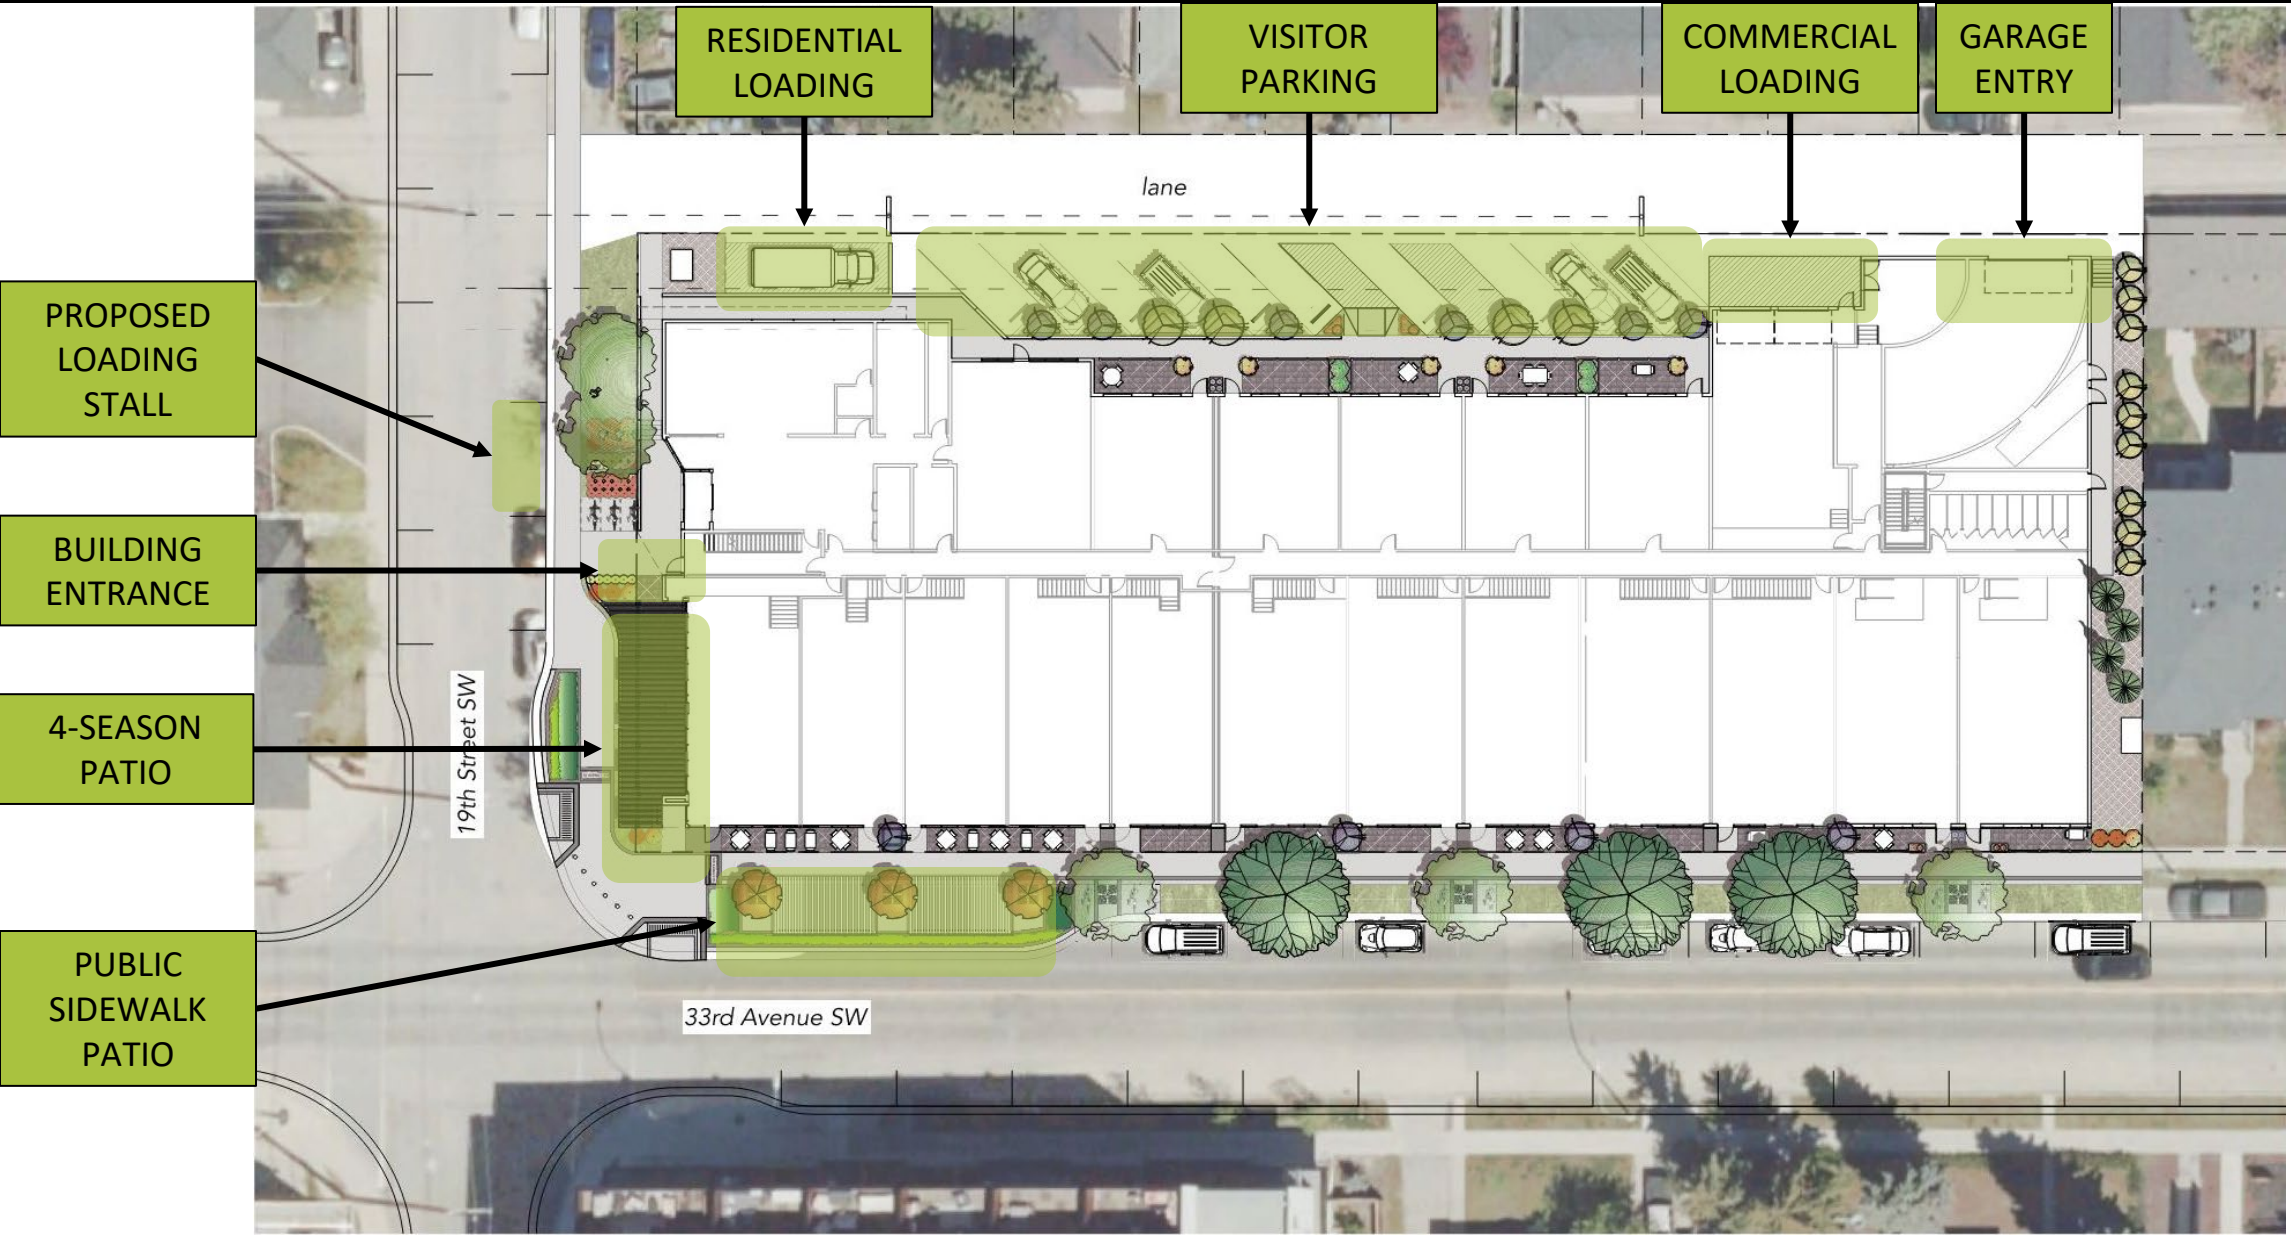 RESIDENTIAL
LOADING
VISITOR
PARKING
COMMERCIAL
LOADING
GARAGE
ENTRY
lane
PROPOSED
LOADING
STALL
BUILDING
ENTRANCE
4-SEASON
PATIO
19th Street SW
PUBLIC
SIDEWALK
PATIO
33rd Avenue SW